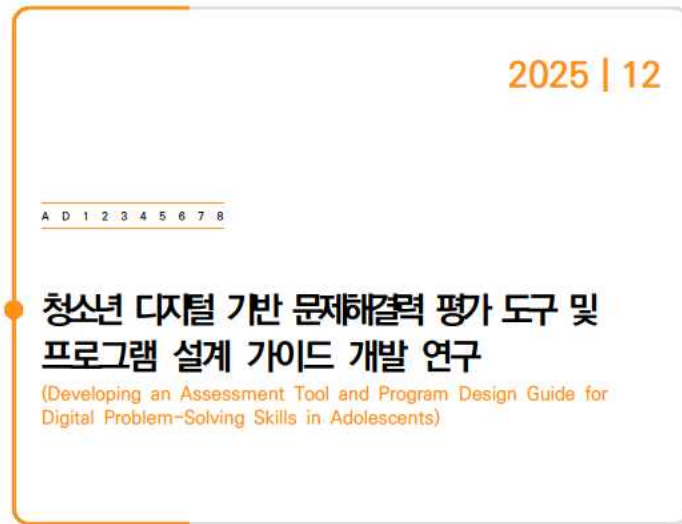 2025 | 12
A D 1 2 3 4 5 6 7 8
청소년 디지털 기반 문제해결력 평가 도구 및
프로그램 설계 가이드 개발 연구
(Developing an Assessment Tool and Program Design Guide for
Digital Problem-Solving Skills in Adolescents)